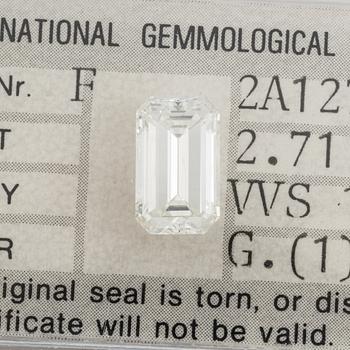 NATIONAL GEMMOLOGICAL
Nr. F 2A12
T 2.71
Y VVS
R G.(1)
iginal seal is torn, or dis
ificate will not be valid.